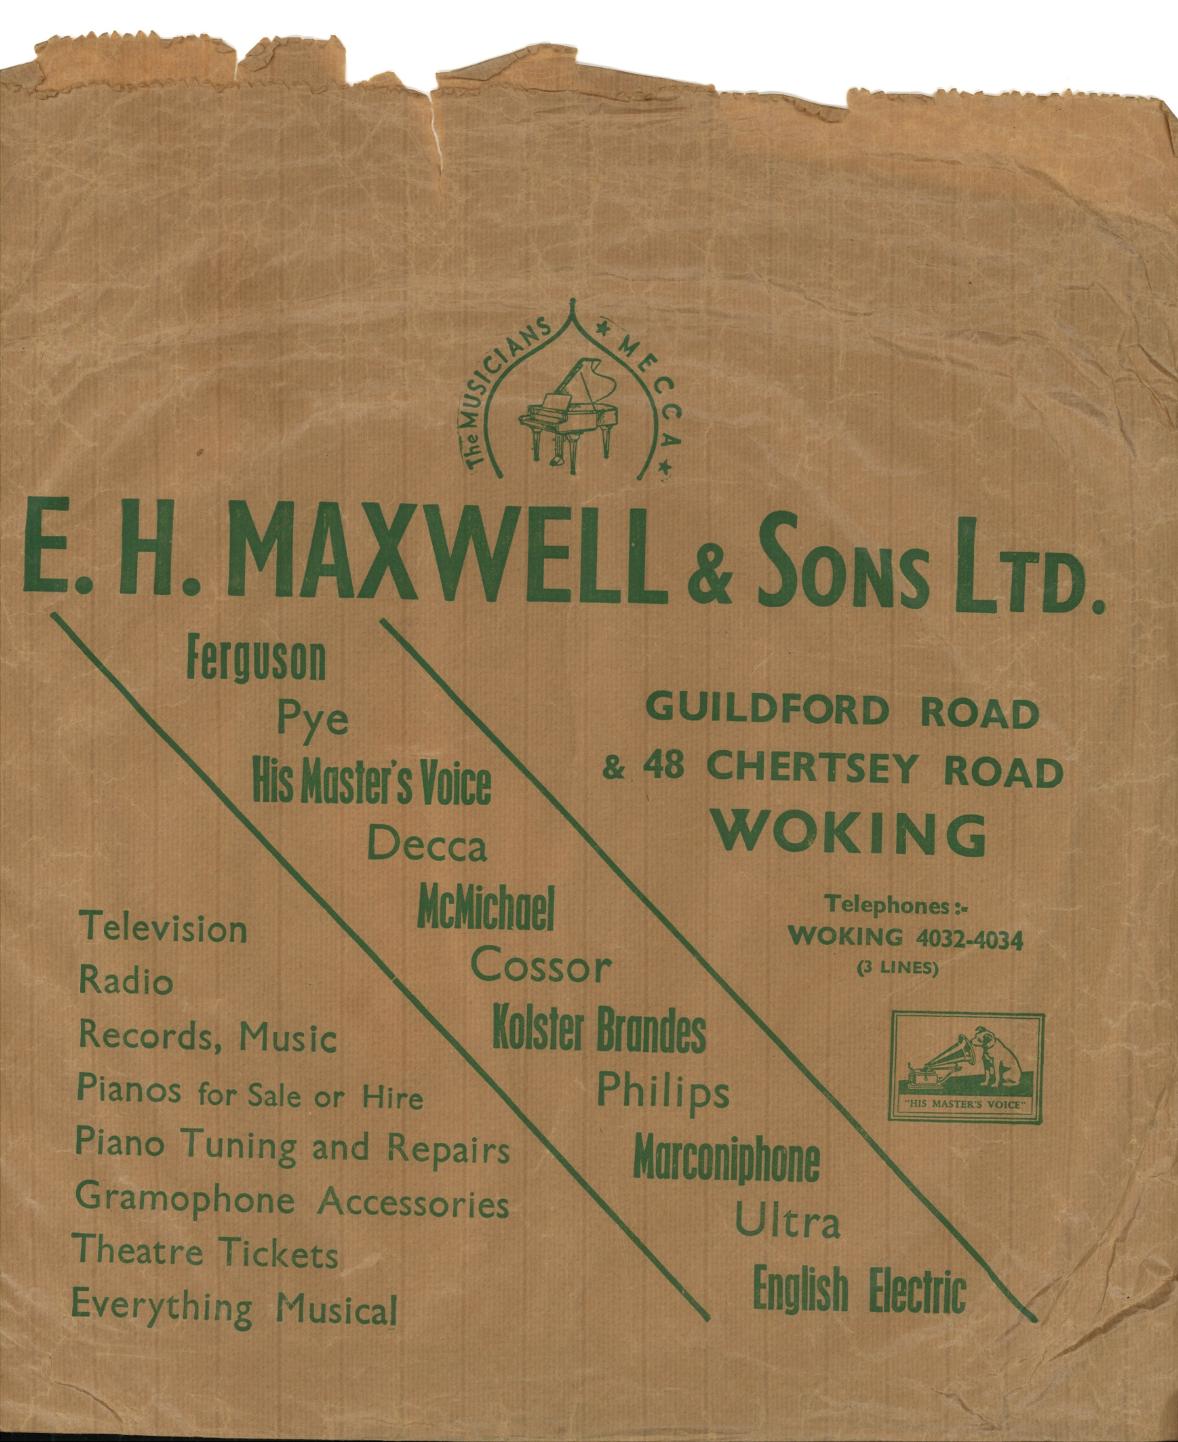 The MUSICIANS ★ MECCA ★
E. H. MAXWELL & SONS LTD.
Ferguson
Pye
His Master's Voice
Decca
McMichael
Cossor
Kolster Brandes
Philips
Marconiphone
Ultra
English Electric
GUILDFORD ROAD
& 48 CHERTSEY ROAD
WOKING
Telephones :-
WOKING 4032-4034
(3 LINES)
"HIS MASTER'S VOICE"
Television
Radio
Records, Music
Pianos for Sale or Hire
Piano Tuning and Repairs
Gramophone Accessories
Theatre Tickets
Everything Musical